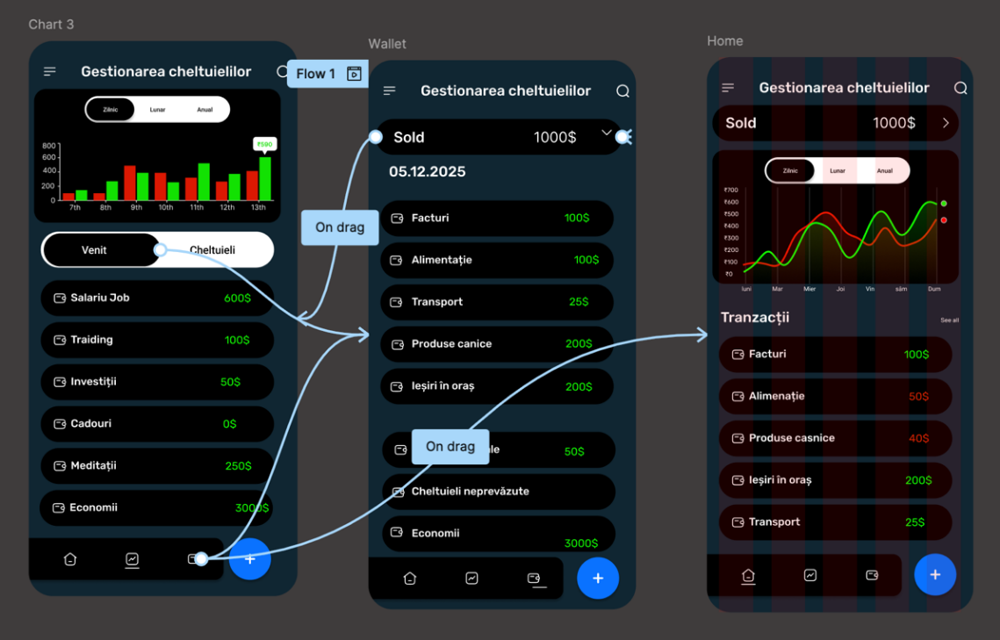 Chart 3
Gestionarea cheltuielilor
Zilnic Lunar Anual
₹590
800
600
400
200
0
7th 8th 9th 10th 11th 12th 13th
Venit Cheltuieli
Salariu Job 600$
Traiding 100$
Investiții 50$
Cadouri 0$
Meditații 250$
Economii 3000$
+
Flow 1
On drag
On drag
Wallet
Gestionarea cheltuielilor
Sold 1000$
05.12.2025
Facturi 100$
Alimentație 100$
Transport 25$
Produse canice 200$
Ieșiri în oraș 200$
50$
Cheltuieli neprevăzute
Economii 3000$
+
Home
Gestionarea cheltuielilor
Sold 1000$
Zilnic Lunar Anual
₹700
₹600
₹500
₹400
₹300
₹200
₹100
₹0
luni Mar Mier Joi Vin sâm Dum
Tranzacții See all
Facturi 100$
Alimenație 50$
Produse casnice 40$
Ieșiri în oraș 200$
Transport 25$
+